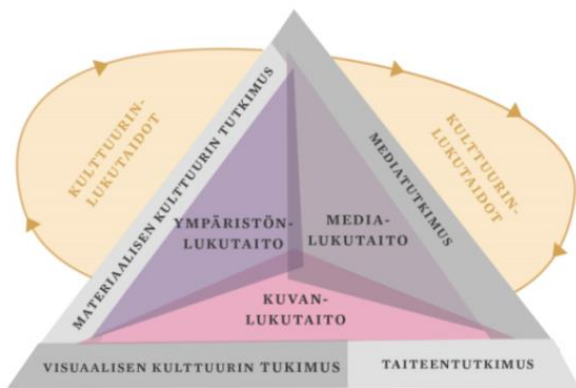 KULTTUURIN-
LUKUTAIDOT
MATERIAALISEN KULTTUURIN TUTKIMUS
MEDIATUTKIMUS
KULTTUURIN-
LUKUTAIDOT
YMPÄRISTÖN-
LUKUTAITO
MEDIA-
LUKUTAITO
KUVAN-
LUKUTAITO
VISUAALISEN KULTTUURIN TUKIMUS
TAITEENTUTKIMUS